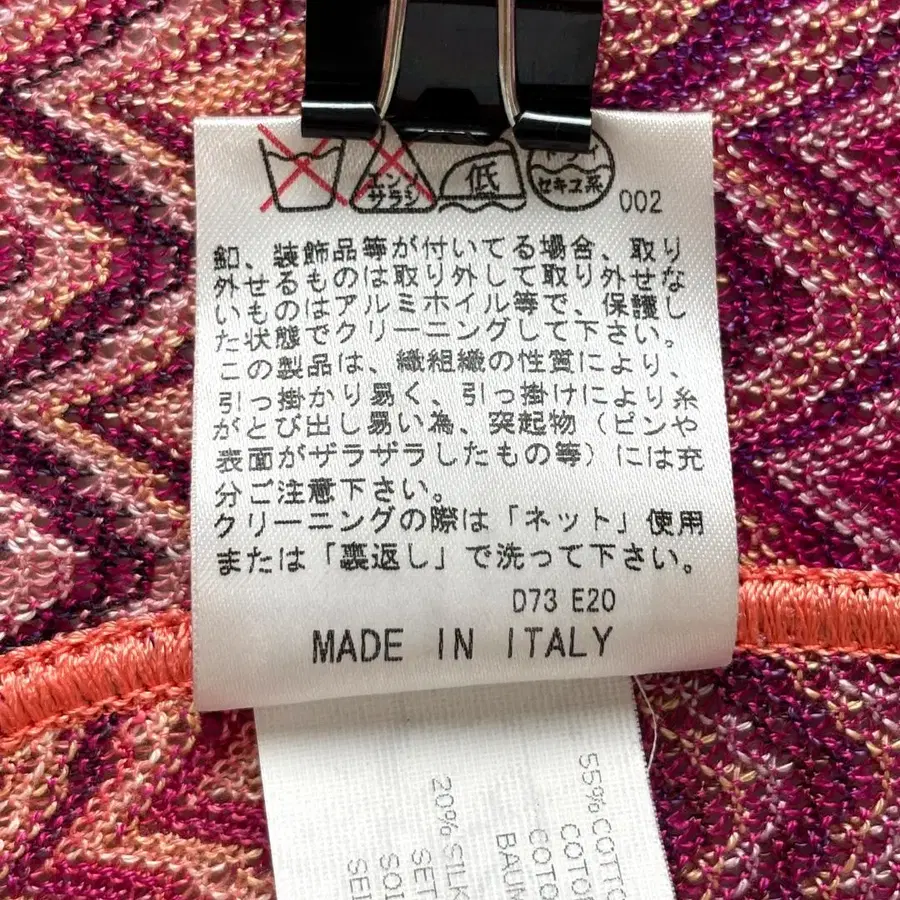 エンソ
サラシ
低
ドライ
セキユ系
002
釦、装飾品等が付いてる場合、取り
外せるものは取り外して取り外せな
いものはアルミホイル等で、保護し
た状態でクリーニングして下さい。
この製品は、繊組織の性質により、
引っ掛かり易く、引っ掛けにより糸
がとび出し易い為、突起物（ピンや
表面がザラザラしたもの等）には充
分ご注意下さい。
クリーニングの際は「ネット」使用
または「裏返し」で洗って下さい。
D73 E20
MADE IN ITALY
55% COTTO
COTO
COTO
BAUM
20% SILK
SET
SOI
SEI